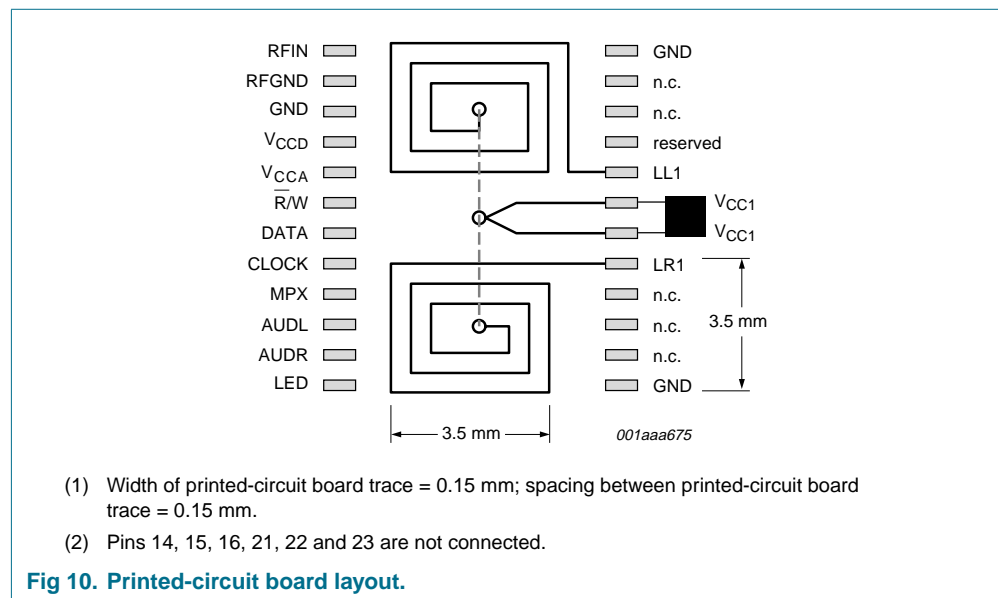 RFIN GND
RFGND n.c.
GND n.c.
VCCD reserved
VCCA LL1
R̅/W VCC1
DATA VCC1
CLOCK LR1
MPX n.c.
AUDL n.c. 3.5 mm
AUDR n.c.
LED GND
3.5 mm 001aaa675
(1) Width of printed-circuit board trace = 0.15 mm; spacing between printed-circuit board
trace = 0.15 mm.
(2) Pins 14, 15, 16, 21, 22 and 23 are not connected.
Fig 10. Printed-circuit board layout.